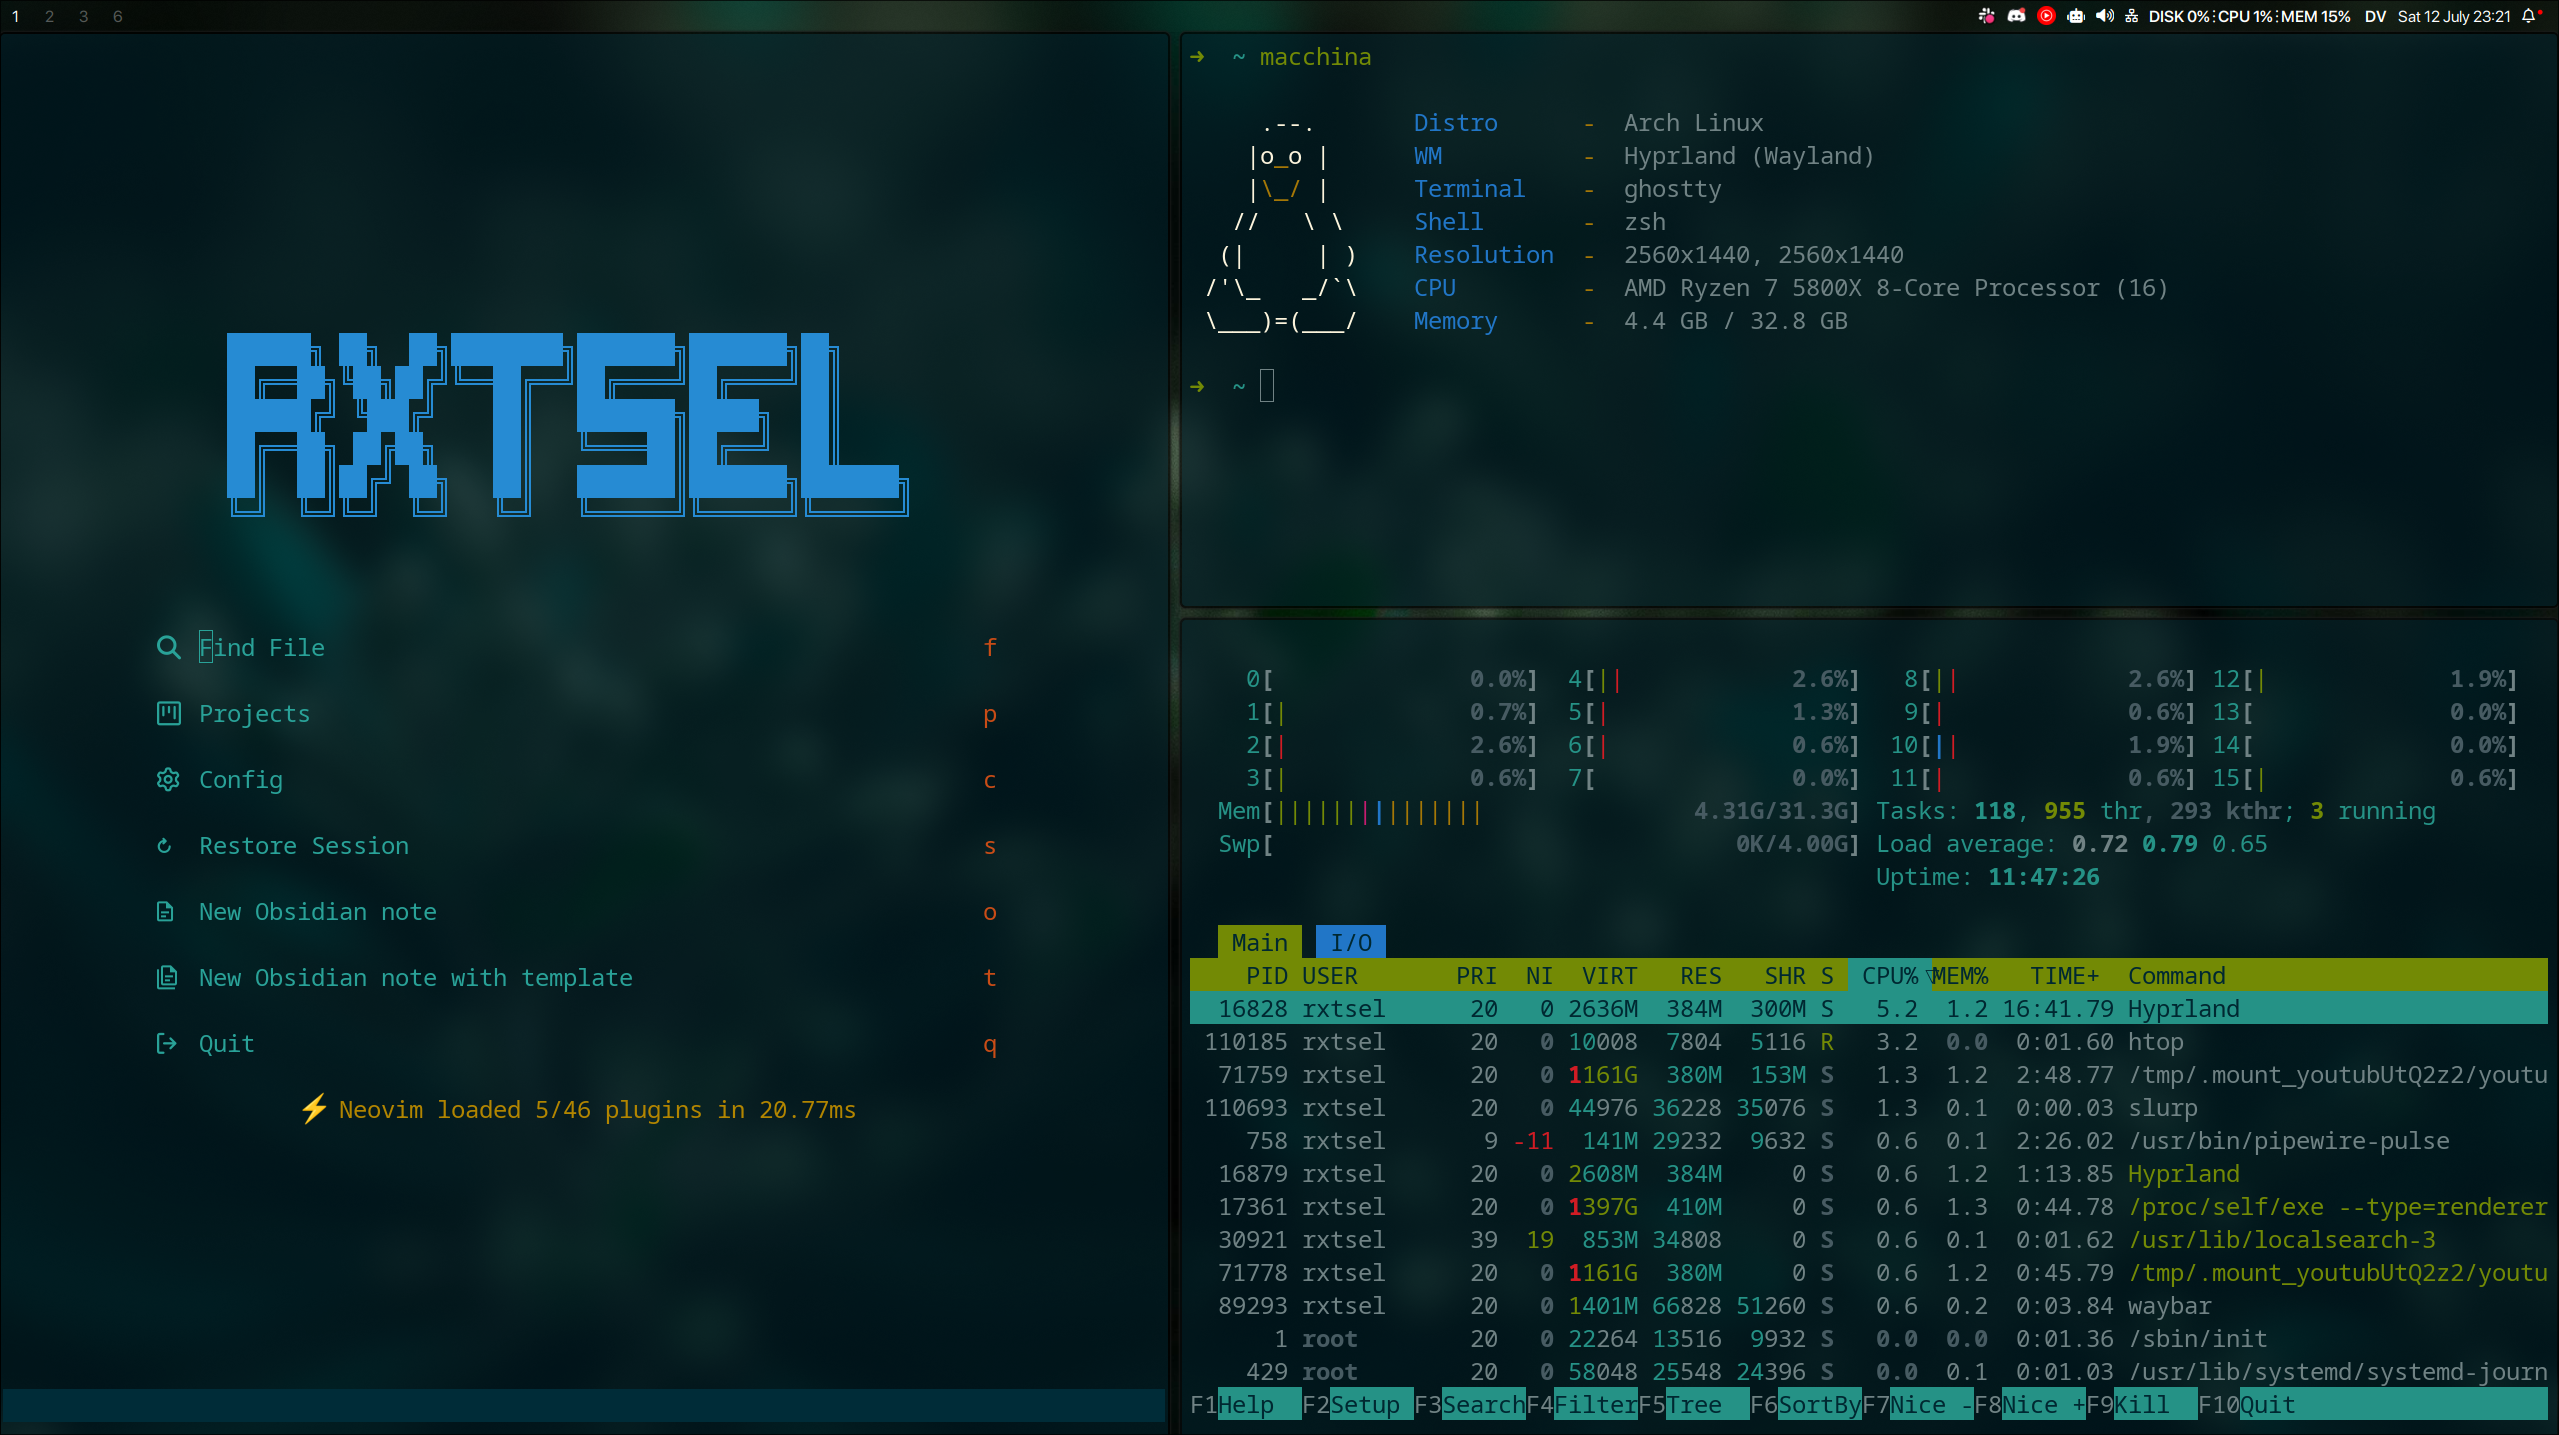 1 2 3 6
DISK 0%⋮CPU 1%⋮MEM 15% DV Sat 12 July 23:21
RXTSEL
Find File f
Projects p
Config c
Restore Session s
New Obsidian note o
New Obsidian note with template t
Quit q
⚡ Neovim loaded 5/46 plugins in 20.77ms
➜ ~ macchina
Distro - Arch Linux
WM - Hyprland (Wayland)
Terminal - ghostty
Shell - zsh
Resolution - 2560x1440, 2560x1440
CPU - AMD Ryzen 7 5800X 8-Core Processor (16)
Memory - 4.4 GB / 32.8 GB
➜ ~
0[ 0.0%] 4[|| 2.6%] 8[|| 2.6%] 12[| 1.9%]
1[| 0.7%] 5[| 1.3%] 9[| 0.6%] 13[ 0.0%]
2[| 2.6%] 6[| 0.6%] 10[|| 1.9%] 14[ 0.0%]
3[| 0.6%] 7[ 0.0%] 11[| 0.6%] 15[| 0.6%]
Mem[||||||||||||||| 4.31G/31.3G] Tasks: 118, 955 thr, 293 kthr; 3 running
Swp[ 0K/4.00G] Load average: 0.72 0.79 0.65
Uptime: 11:47:26
Main I/O
PID USER PRI NI VIRT RES SHR S CPU%▽MEM% TIME+ Command
16828 rxtsel 20 0 2636M 384M 300M S 5.2 1.2 16:41.79 Hyprland
110185 rxtsel 20 0 10008 7804 5116 R 3.2 0.0 0:01.60 htop
71759 rxtsel 20 0 1161G 380M 153M S 1.3 1.2 2:48.77 /tmp/.mount_youtubUtQ2z2/youtu
110693 rxtsel 20 0 44976 36228 35076 S 1.3 0.1 0:00.03 slurp
758 rxtsel 9 -11 141M 29232 9632 S 0.6 0.1 2:26.02 /usr/bin/pipewire-pulse
16879 rxtsel 20 0 2608M 384M 0 S 0.6 1.2 1:13.85 Hyprland
17361 rxtsel 20 0 1397G 410M 0 S 0.6 1.3 0:44.78 /proc/self/exe --type=renderer
30921 rxtsel 39 19 853M 34808 0 S 0.6 0.1 0:01.62 /usr/lib/localsearch-3
71778 rxtsel 20 0 1161G 380M 0 S 0.6 1.2 0:45.79 /tmp/.mount_youtubUtQ2z2/youtu
89293 rxtsel 20 0 1401M 66828 51260 S 0.6 0.2 0:03.84 waybar
1 root 20 0 22264 13516 9932 S 0.0 0.0 0:01.36 /sbin/init
429 root 20 0 58048 25548 24396 S 0.0 0.1 0:01.03 /usr/lib/systemd/systemd-journ
F1Help F2Setup F3SearchF4FilterF5Tree F6SortByF7Nice -F8Nice +F9Kill F10Quit